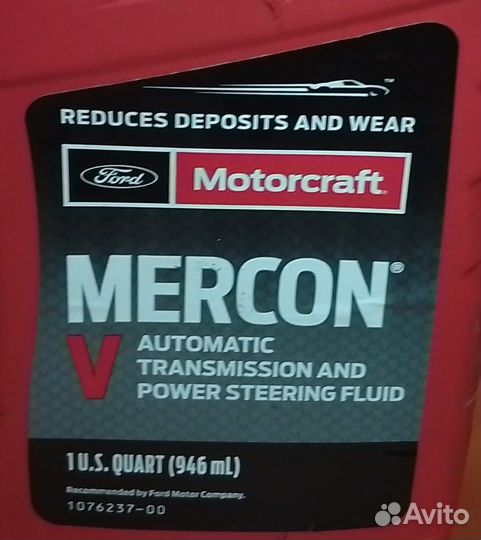 ™
REDUCES DEPOSITS AND WEAR
Ford
Motorcraft®
MERCON®
V
AUTOMATIC
TRANSMISSION AND
POWER STEERING FLUID
1 U.S. QUART (946 mL)
Recommended by Ford Motor Company.
1076237-00
Avito